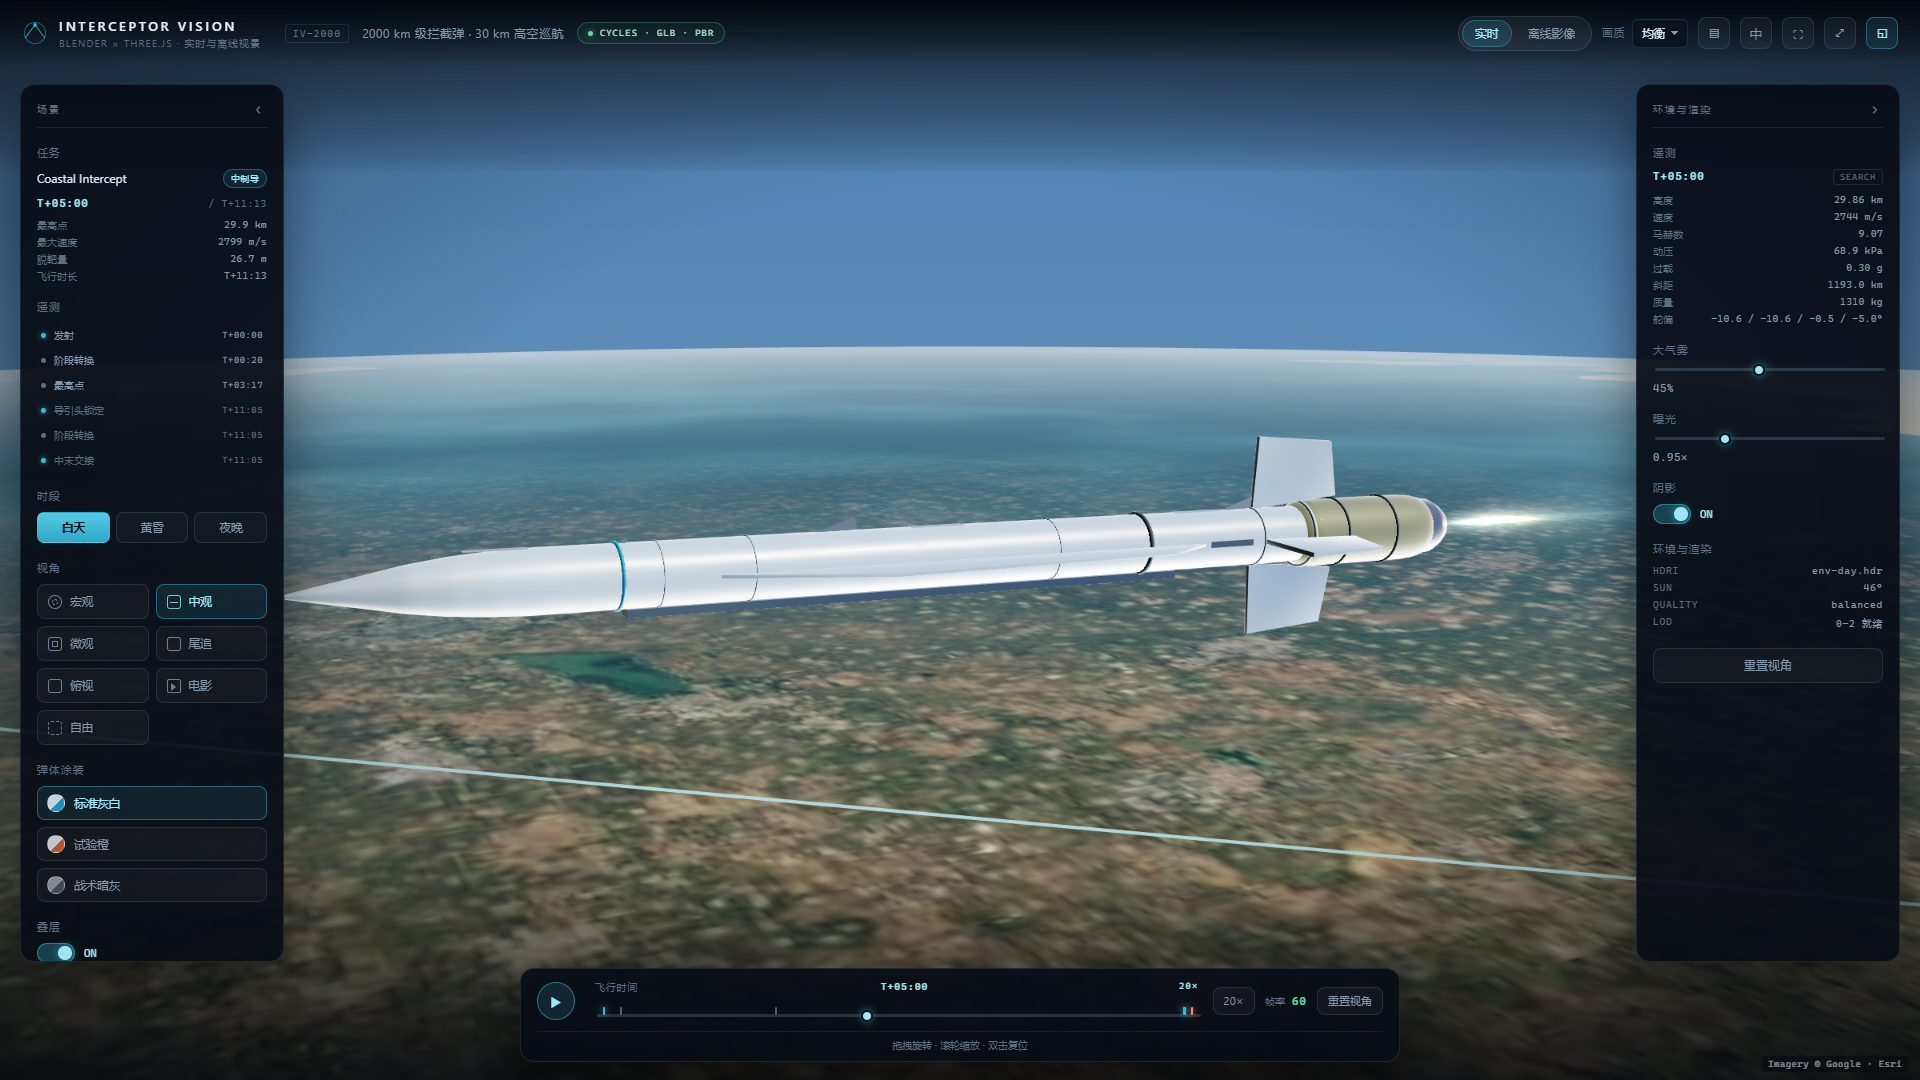 INTERCEPTOR VISION
BLENDER × THREE.JS · 实时与离线视景
IV-2000
2000 km 级拦截弹 · 30 km 高空巡航
CYCLES · GLB · PBR
实时
离线影像
画质
均衡
中
场景
任务
Coastal Intercept
中制导
T+05:00
/ T+11:13
最高点 29.9 km
最大速度 2799 m/s
脱靶量 26.7 m
飞行时长 T+11:13
遥测
发射 T+00:00
阶段转换 T+00:20
最高点 T+03:17
导引头锁定 T+11:05
阶段转换 T+11:05
中末交接 T+11:05
时段
白天 黄昏 夜晚
视角
宏观 中观
微观 尾追
俯视 电影
自由
弹体涂装
标准灰白
试验橙
战术暗灰
叠层
ON
环境与渲染
遥测
T+05:00 SEARCH
高度 29.86 km
速度 2744 m/s
马赫数 9.07
动压 68.9 kPa
过载 0.30 g
斜距 1193.0 km
质量 1310 kg
舵偏 −10.6 / −10.6 / −0.5 / −5.0°
大气雾
45%
曝光
0.95×
阴影
ON
环境与渲染
HDRI env-day.hdr
SUN 46°
QUALITY balanced
LOD 0–2 就绪
重置视角
飞行时间 T+05:00 20×
20× 帧率 60 重置视角
拖拽旋转 · 滚轮缩放 · 双击复位
Imagery © Google · Esri